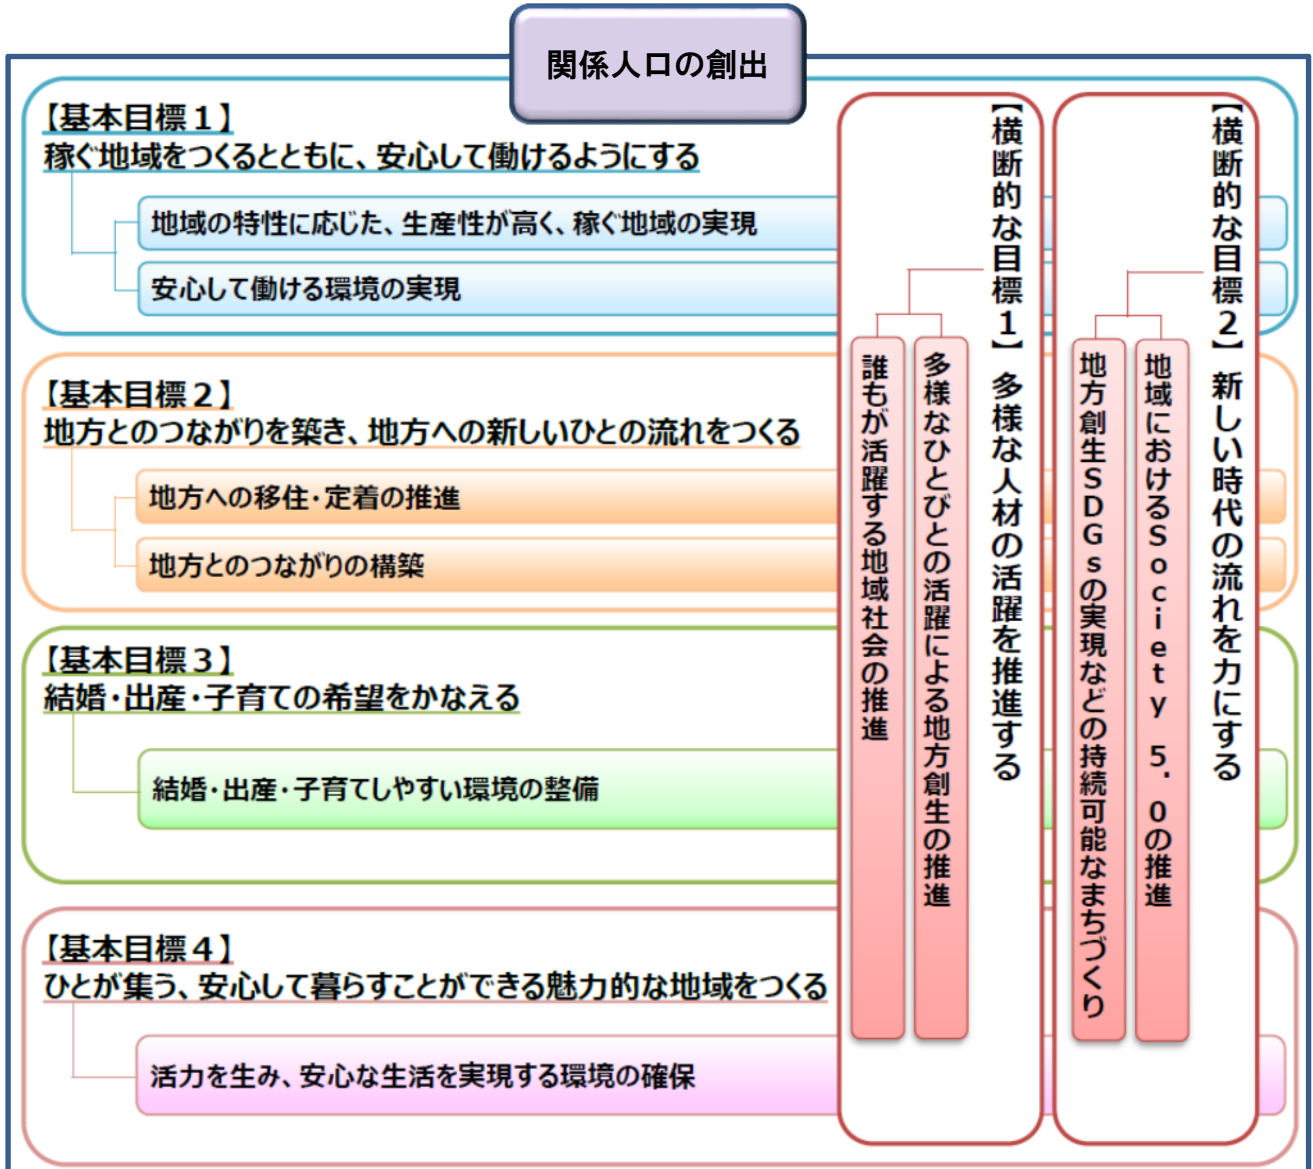 関係人口の創出
【基本目標１】
稼ぐ地域をつくるとともに、安心して働けるようにする
地域の特性に応じた、生産性が高く、稼ぐ地域の実現
安心して働ける環境の実現
【基本目標２】
地方とのつながりを築き、地方への新しいひとの流れをつくる
地方への移住・定着の推進
地方とのつながりの構築
【基本目標３】
結婚・出産・子育ての希望をかなえる
結婚・出産・子育てしやすい環境の整備
【基本目標４】
ひとが集う、安心して暮らすことができる魅力的な地域をつくる
活力を生み、安心な生活を実現する環境の確保
【横断的な目標１】多様な人材の活躍を推進する
多様なひとびとの活躍による地方創生の推進
誰もが活躍する地域社会の推進
【横断的な目標２】新しい時代の流れを力にする
地域におけるSociety 5.0の推進
地方創生SDGsの実現などの持続可能なまちづくり